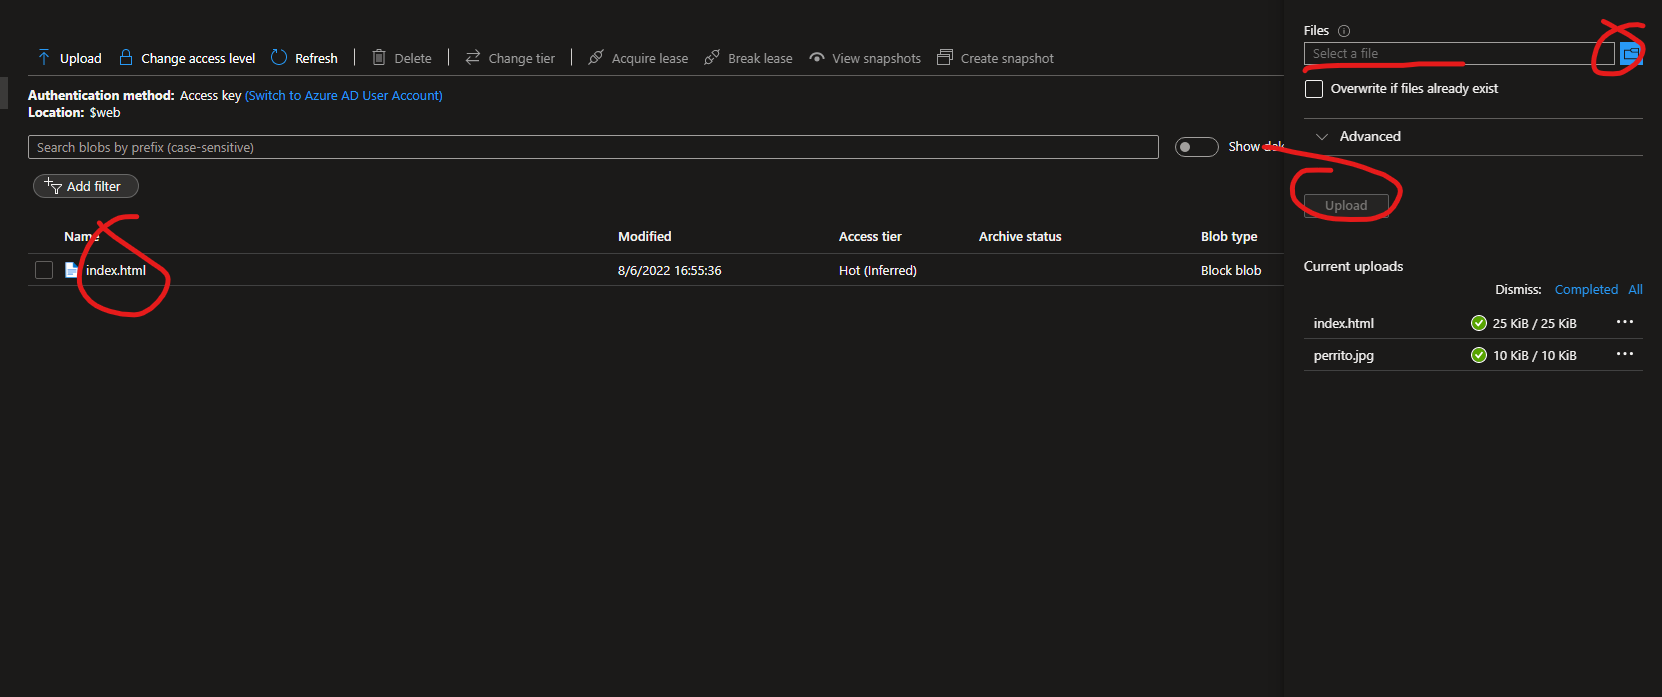 Upload Change access level Refresh Delete Change tier Acquire lease Break lease View snapshots Create snapshot
Authentication method: Access key (Switch to Azure AD User Account)
Location: $web
Search blobs by prefix (case-sensitive)
Show
Add filter
Name Modified Access tier Archive status Blob type
index.html 8/6/2022 16:55:36 Hot (Inferred) Block blob
Files
Select a file
Overwrite if files already exist
Advanced
Upload
Current uploads
Dismiss: Completed All
index.html 25 KiB / 25 KiB
perrito.jpg 10 KiB / 10 KiB